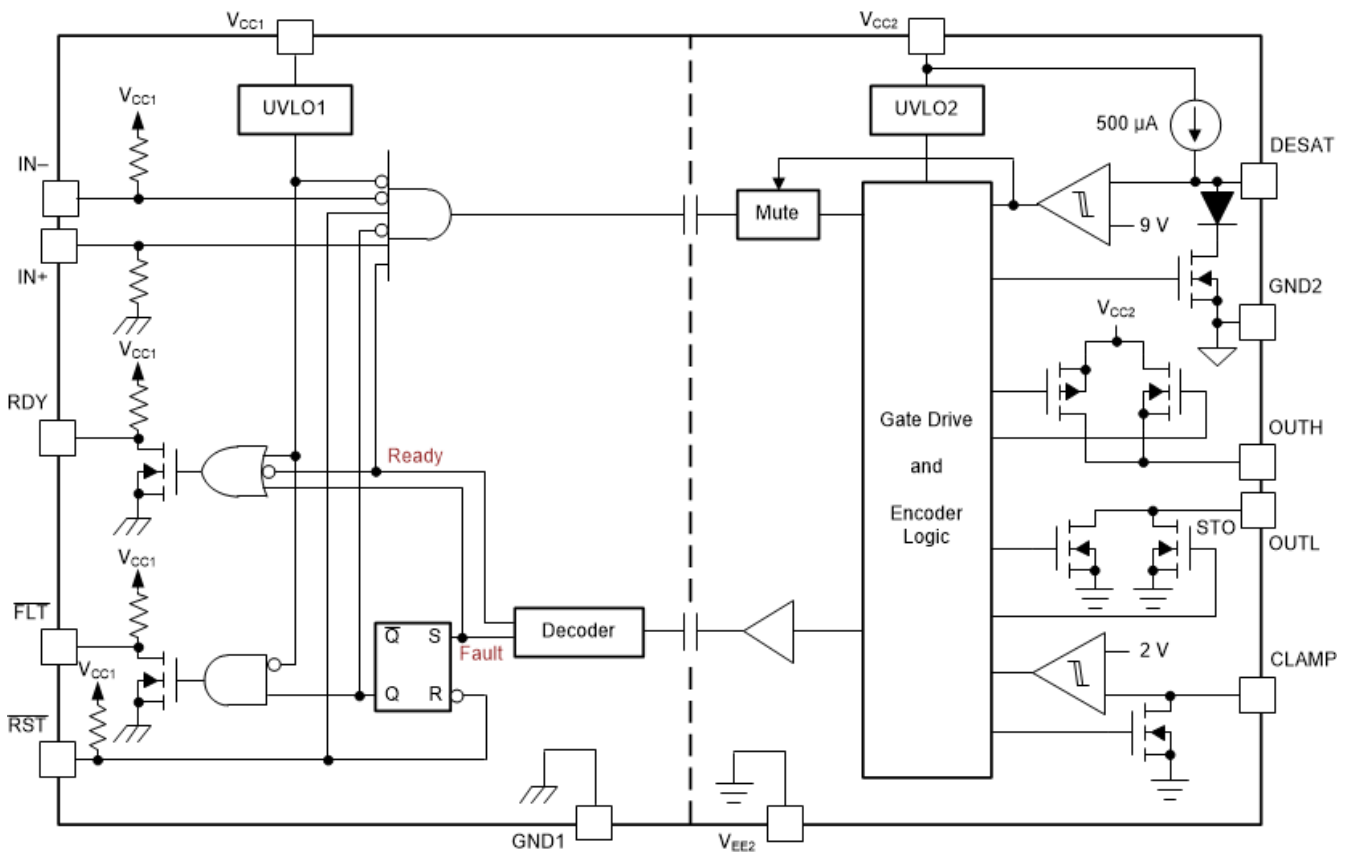 VCC1
VCC2
UVLO1
UVLO2
VCC1
500 µA
DESAT
IN–
Mute
9 V
IN+
GND2
VCC1
VCC2
RDY
Gate Drive
and
Encoder
Logic
OUTH
Ready
STO
OUTL
VCC1
FLT
Q
S
Decoder
Fault
2 V
CLAMP
VCC1
Q
R
RST
GND1
VEE2